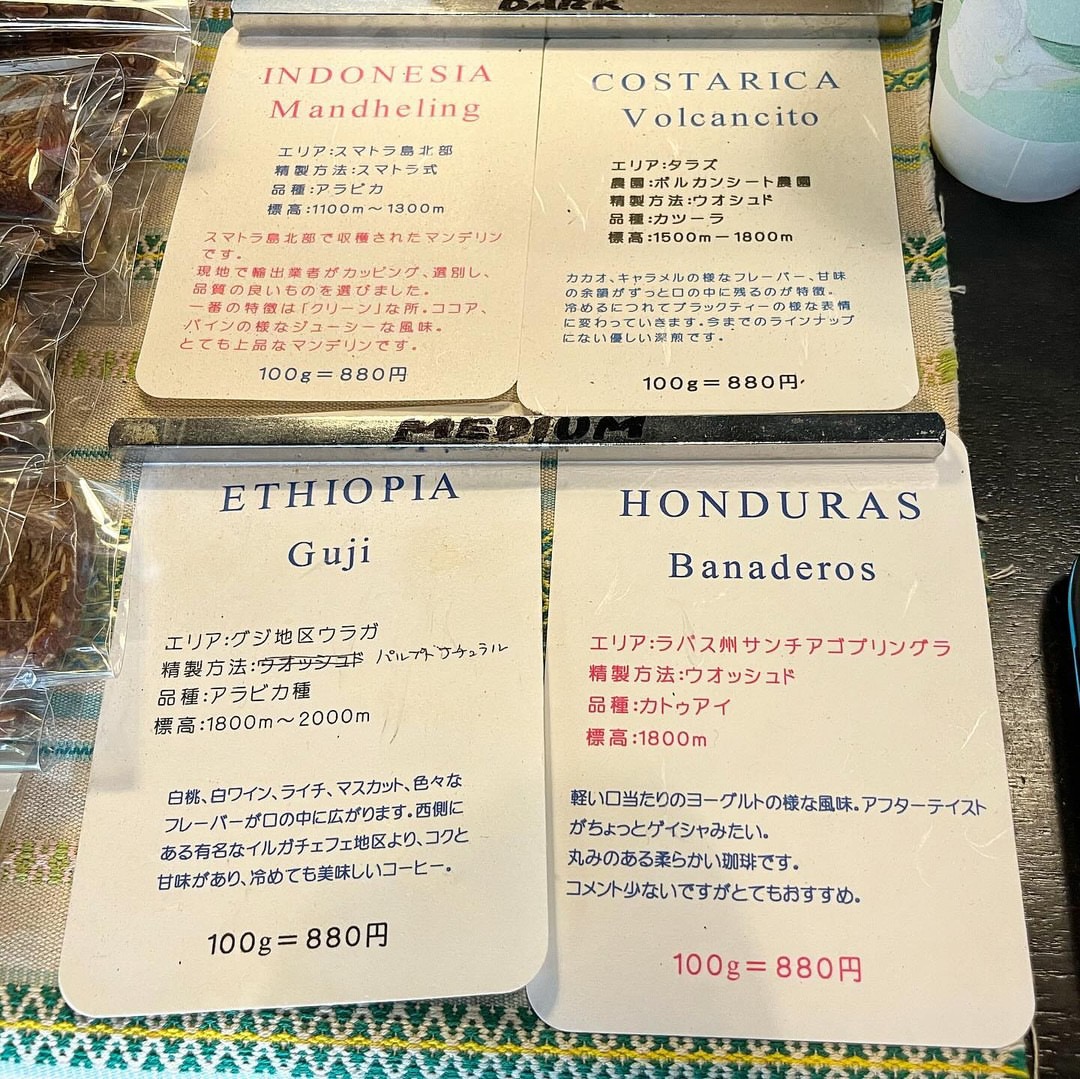 DARK
INDONESIA
Mandheling
エリア:スマトラ島北部
精製方法:スマトラ式
品種:アラビカ
標高:1100m～1300m
スマトラ島北部で収穫されたマンデリン
です。
現地で輸出業者がカッピング、選別し、
品質の良いものを選びました。
一番の特徴は「クリーン」な所。ココア、
パインの様なジューシーな風味。
とても上品なマンデリンです。
100g=880円
COSTARICA
Volcancito
エリア:タラズ
農園:ボルカンシート農園
精製方法:ウオシュド
品種:カツーラ
標高:1500m－1800m
カカオ、キャラメルの様なフレーバー、甘味
の余韻がずっと口の中に残るのが特徴。
冷めるにつれてブラックティーの様な表情
に変わっていきます。今までのラインナップ
にない優しい深煎です。
100g=880円
MEDIUM
ETHIOPIA
Guji
エリア:グジ地区ウラガ
精製方法:ウオッシュド パルプドナチュラル
品種:アラビカ種
標高:1800m～2000m
白桃、白ワイン、ライチ、マスカット、色々な
フレーバーが口の中に広がります。西側に
ある有名なイルガチェフェ地区より、コクと
甘味があり、冷めても美味しいコーヒー。
100g=880円
HONDURAS
Banaderos
エリア:ラパス州サンチアゴプリングラ
精製方法:ウオッシュド
品種:カトゥアイ
標高:1800m
軽い口当たりのヨーグルトの様な風味。アフターテイスト
がちょっとゲイシャみたい。
丸みのある柔らかい珈琲です。
コメント少ないですがとてもおすすめ。
100g=880円